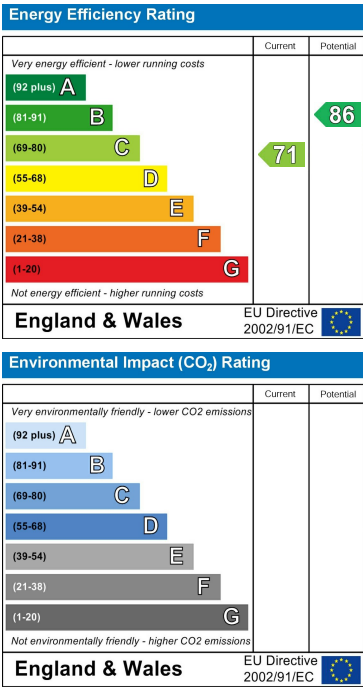 Energy Efficiency Rating
Current Potential
Very energy efficient - lower running costs
(92 plus) A
(81-91) B
(69-80) C
(55-68) D
(39-54) E
(21-38) F
(1-20) G
71
86
Not energy efficient - higher running costs
England & Wales
EU Directive
2002/91/EC
Environmental Impact (CO₂) Rating
Current Potential
Very environmentally friendly - lower CO2 emissions
(92 plus) A
(81-91) B
(69-80) C
(55-68) D
(39-54) E
(21-38) F
(1-20) G
Not environmentally friendly - higher CO2 emissions
England & Wales
EU Directive
2002/91/EC